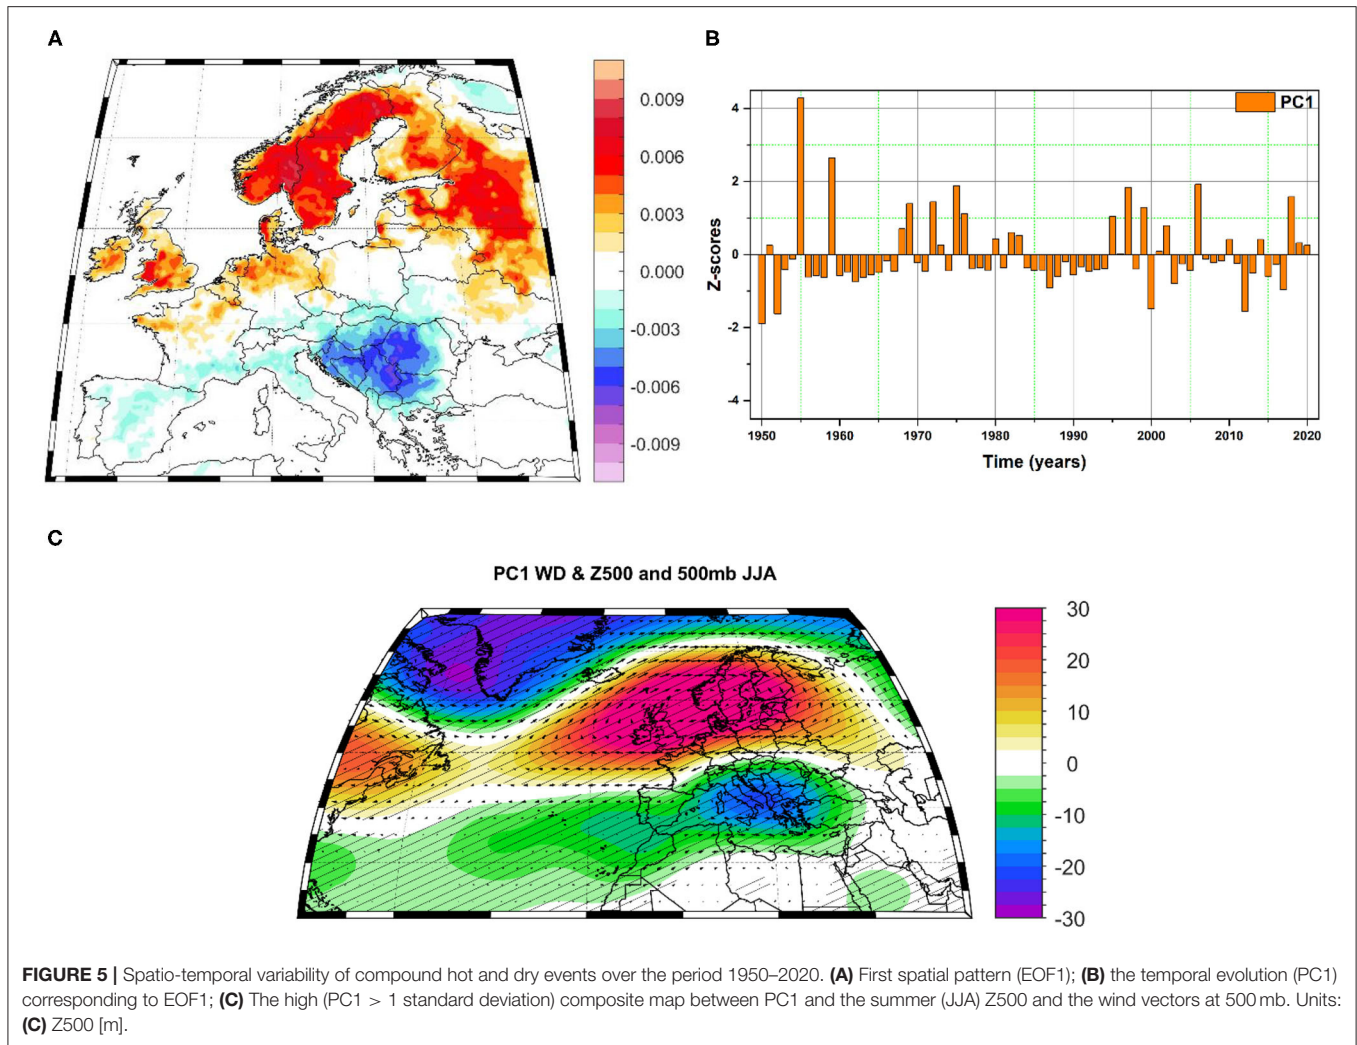 A
0.009
0.006
0.003
0.000
-0.003
-0.006
-0.009
B
PC1
Z-scores
4
2
0
-2
-4
1950 1960 1970 1980 1990 2000 2010 2020
Time (years)
C
PC1 WD & Z500 and 500mb JJA
30
20
10
0
-10
-20
-30
FIGURE 5 | Spatio-temporal variability of compound hot and dry events over the period 1950–2020. (A) First spatial pattern (EOF1); (B) the temporal evolution (PC1)
corresponding to EOF1; (C) The high (PC1 > 1 standard deviation) composite map between PC1 and the summer (JJA) Z500 and the wind vectors at 500 mb. Units:
(C) Z500 [m].